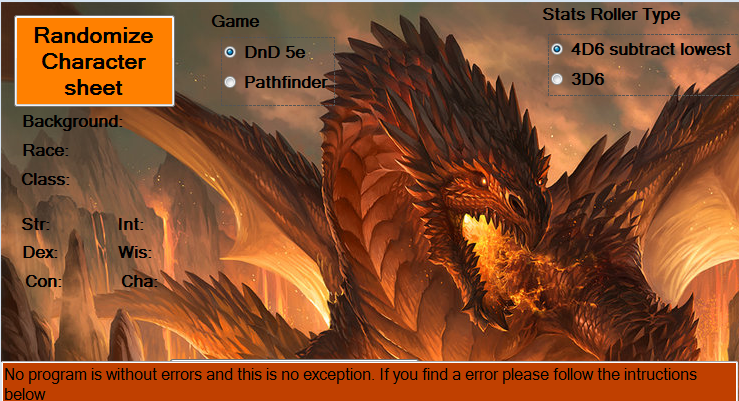 Randomize
Character
sheet
Game
DnD 5e
Pathfinder
Stats Roller Type
4D6 subtract lowest
3D6
Background:
Race:
Class:
Str: Int:
Dex: Wis:
Con: Cha:
No program is without errors and this is no exception. If you find a error please follow the intructions
below